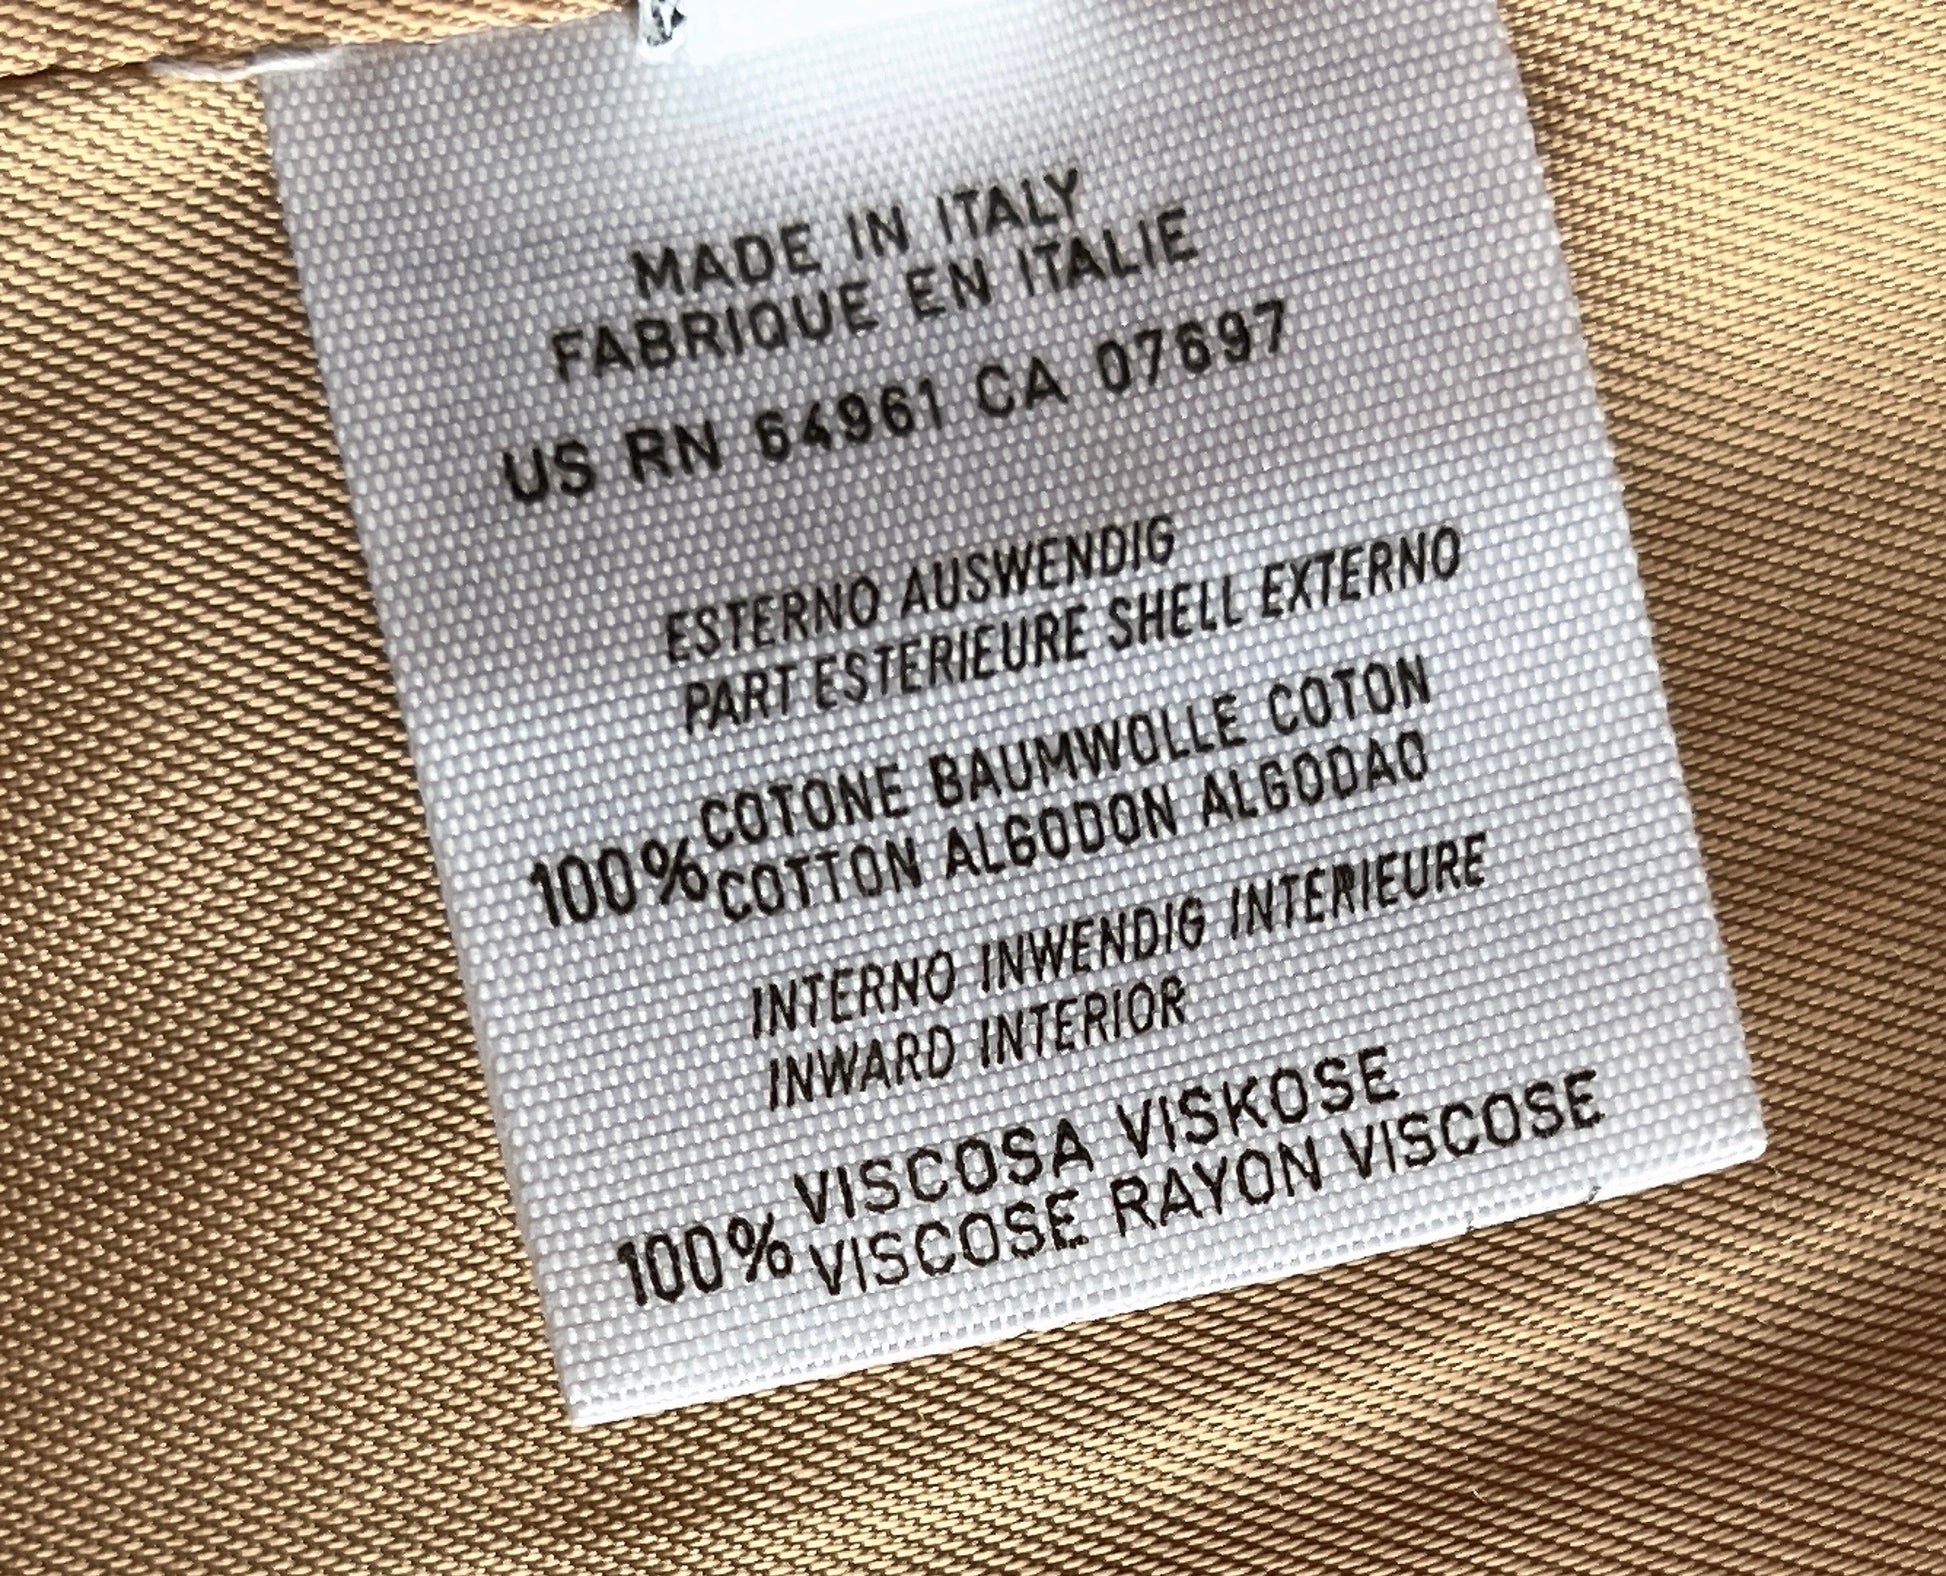 MADE IN ITALY
FABRIQUE EN ITALIE
US RN 64961 CA 07697
ESTERNO AUSWENDIG
PART ESTERIEURE SHELL EXTERNO
100% COTONE BAUMWOLLE COTON
COTTON ALGODON ALGODAO
INTERNO INWENDIG INTERIEURE
INWARD INTERIOR
100% VISCOSA VISKOSE
VISCOSE RAYON VISCOSE